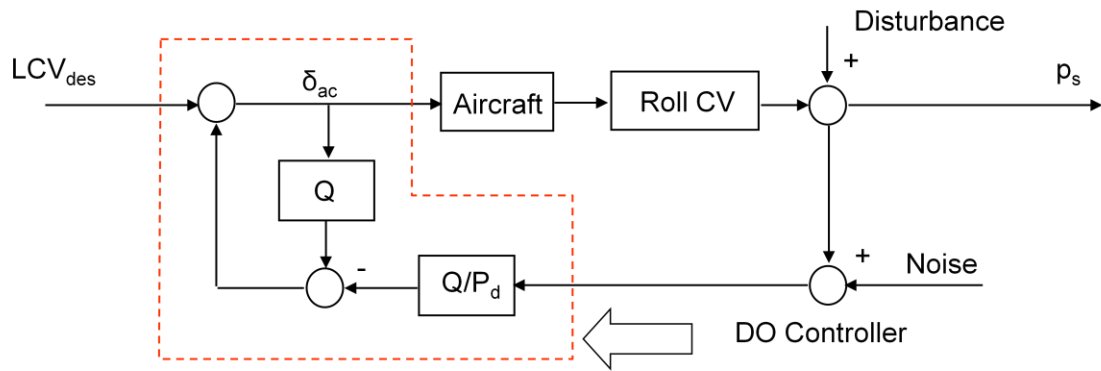 Disturbance
LCV_des
δ_ac
+
p_s
Aircraft
Roll CV
Q
-
Q/P_d
+
Noise
DO Controller